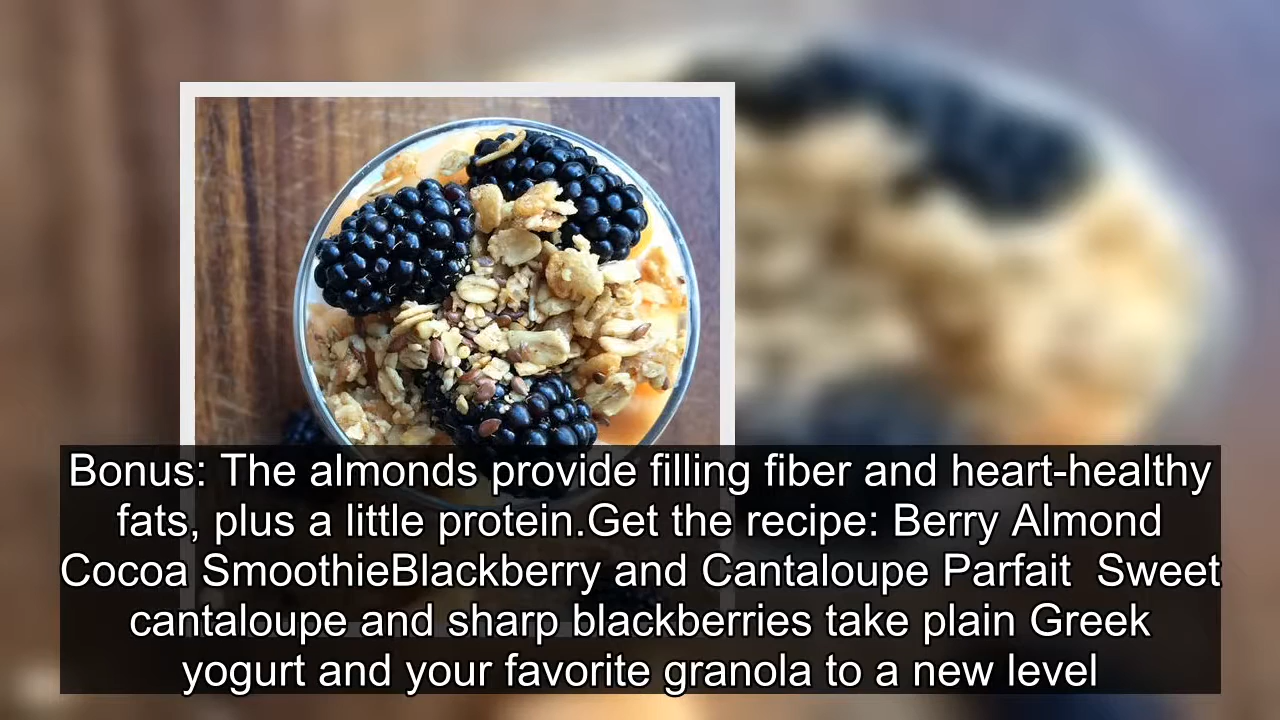 Bonus: The almonds provide filling fiber and heart-healthy
fats, plus a little protein.Get the recipe: Berry Almond
Cocoa SmoothieBlackberry and Cantaloupe Parfait  Sweet
cantaloupe and sharp blackberries take plain Greek
yogurt and your favorite granola to a new level